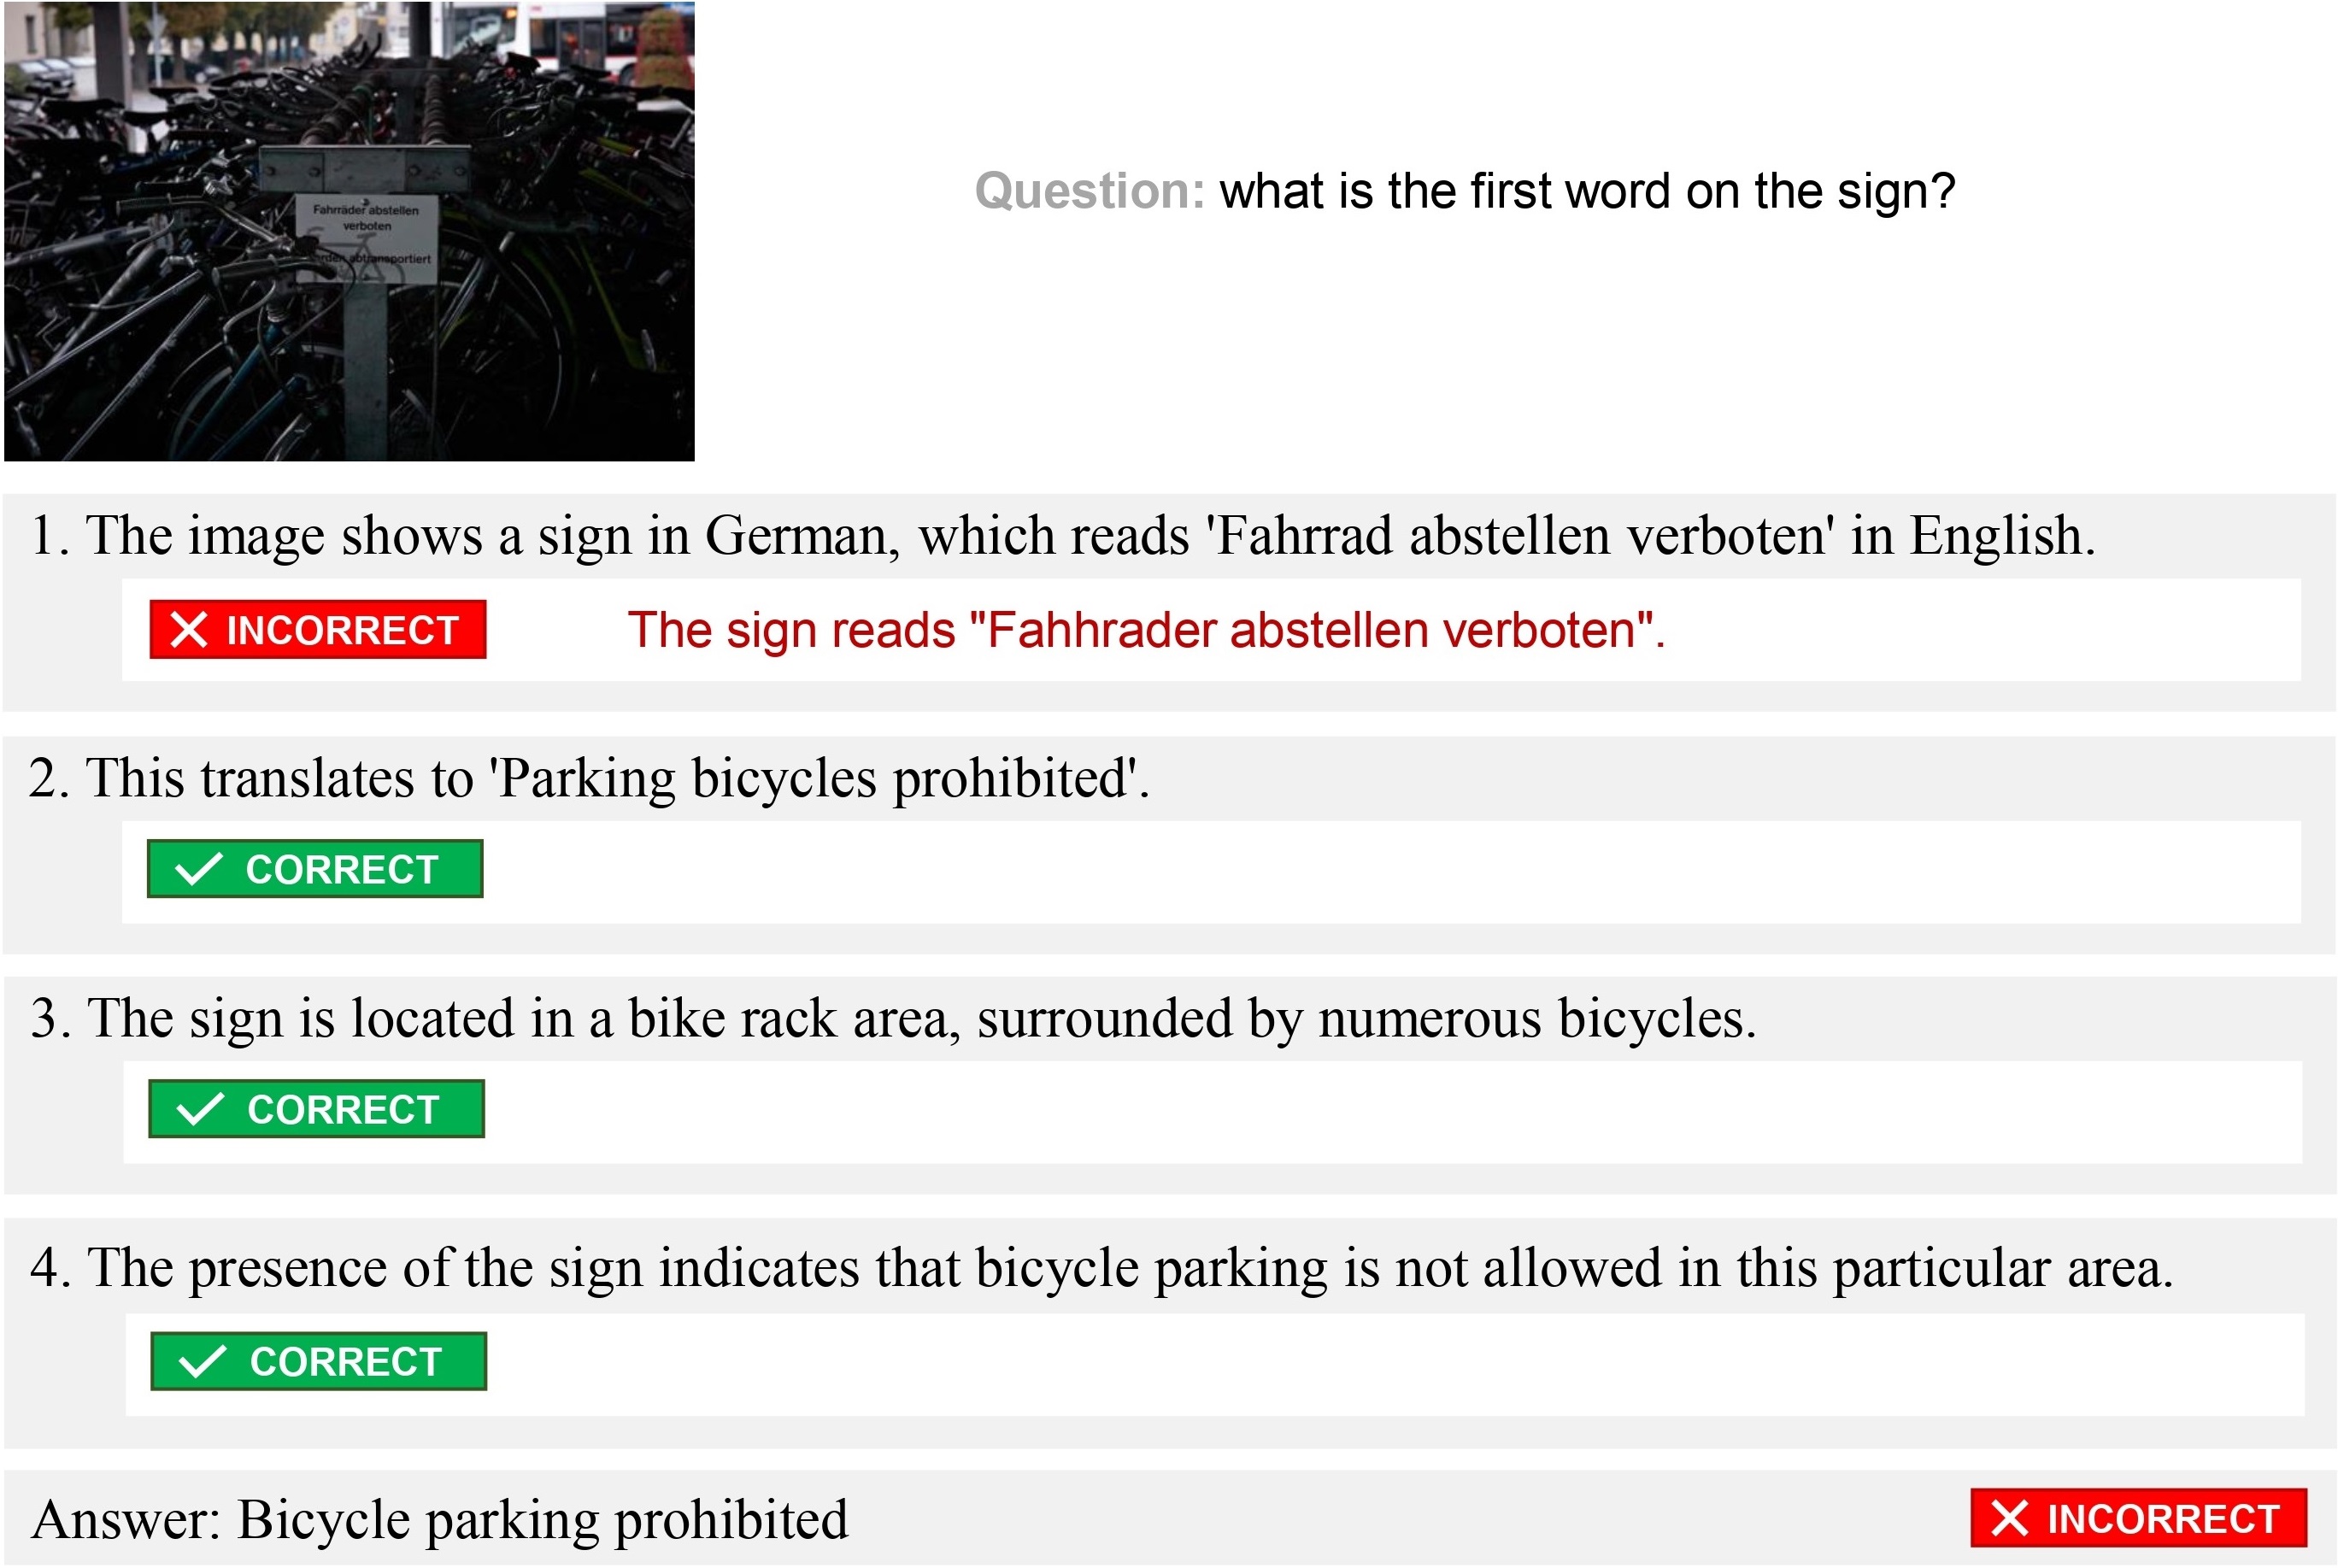 Fahrräder abstellen
verboten
abtransportiert
Question: what is the first word on the sign?
1. The image shows a sign in German, which reads 'Fahrrad abstellen verboten' in English.
INCORRECT
The sign reads "Fahhrader abstellen verboten".
2. This translates to 'Parking bicycles prohibited'.
CORRECT
3. The sign is located in a bike rack area, surrounded by numerous bicycles.
CORRECT
4. The presence of the sign indicates that bicycle parking is not allowed in this particular area.
CORRECT
Answer: Bicycle parking prohibited
INCORRECT